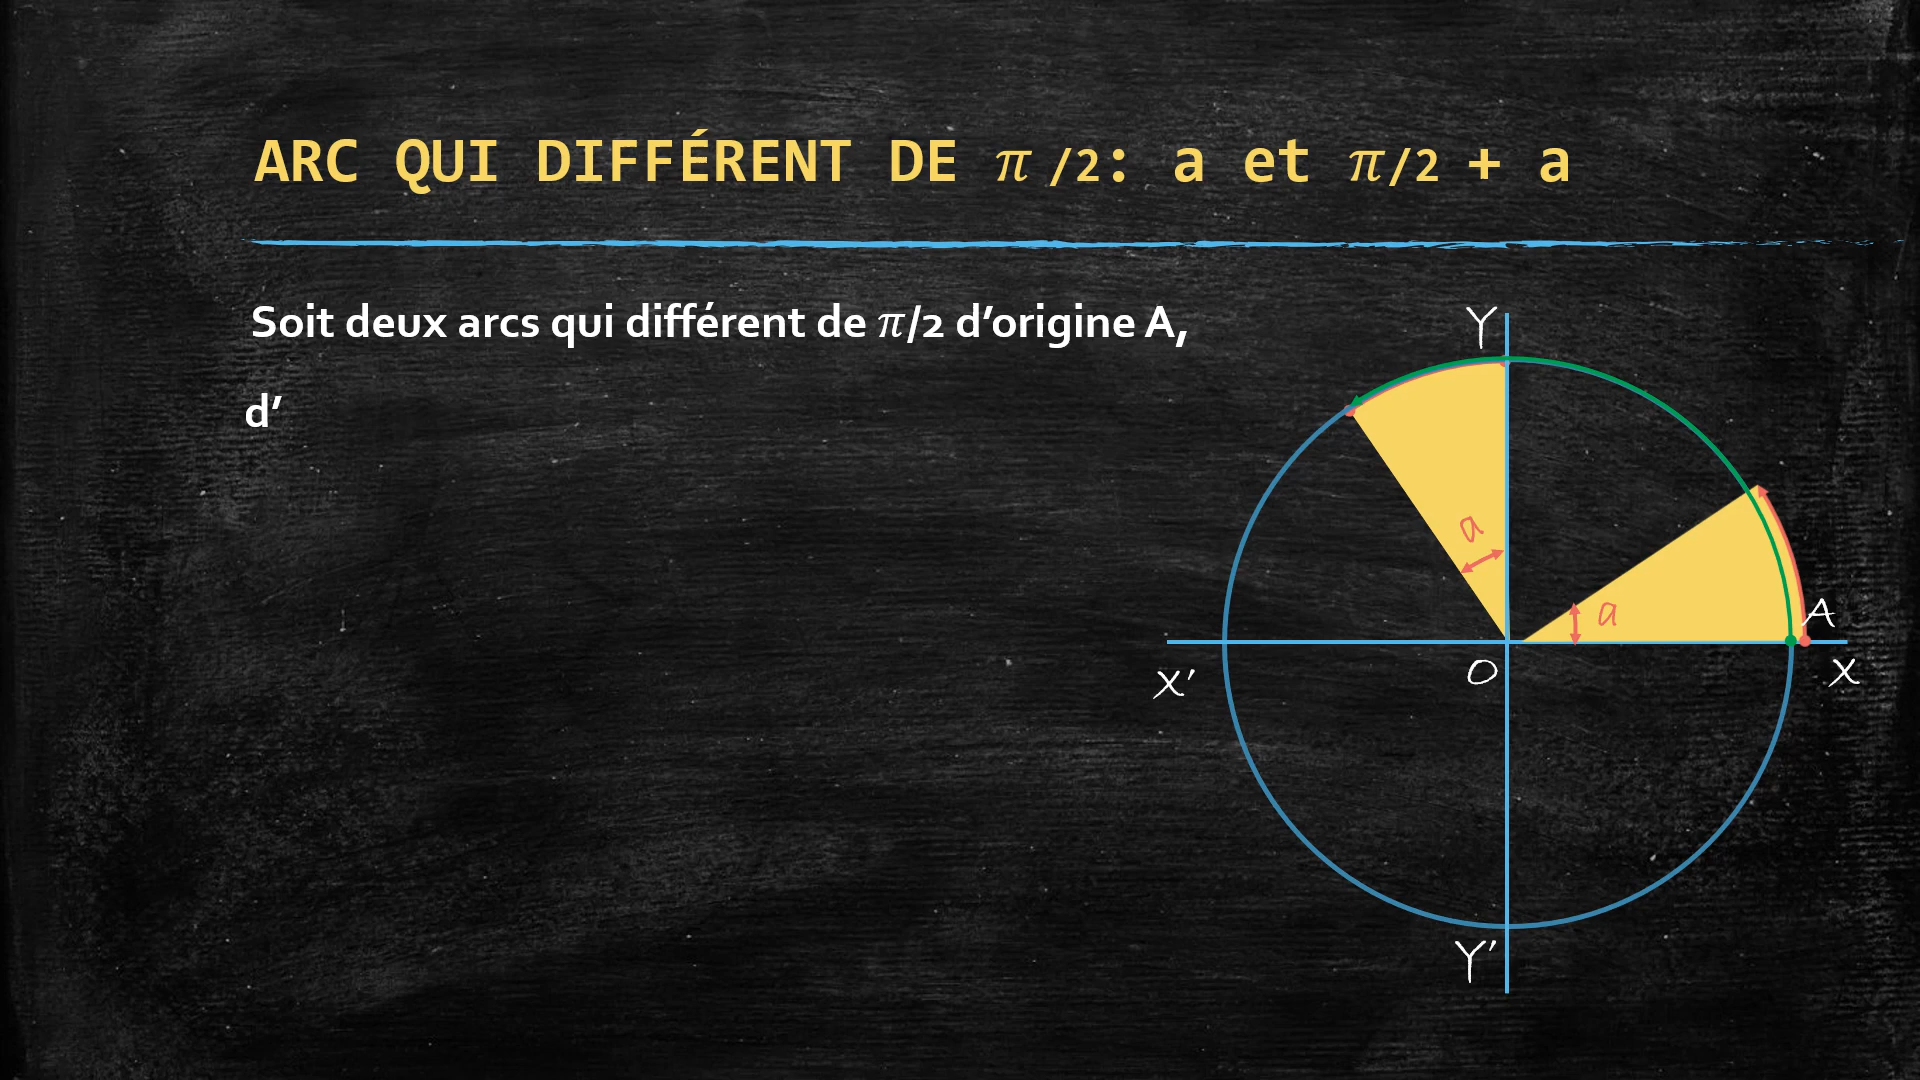 ARC QUI DIFFÉRENT DE π /2: a et π/2 + a
Soit deux arcs qui différent de π/2 d’origine A,
d’
Y
a
a
A
X'
O
X
Y'